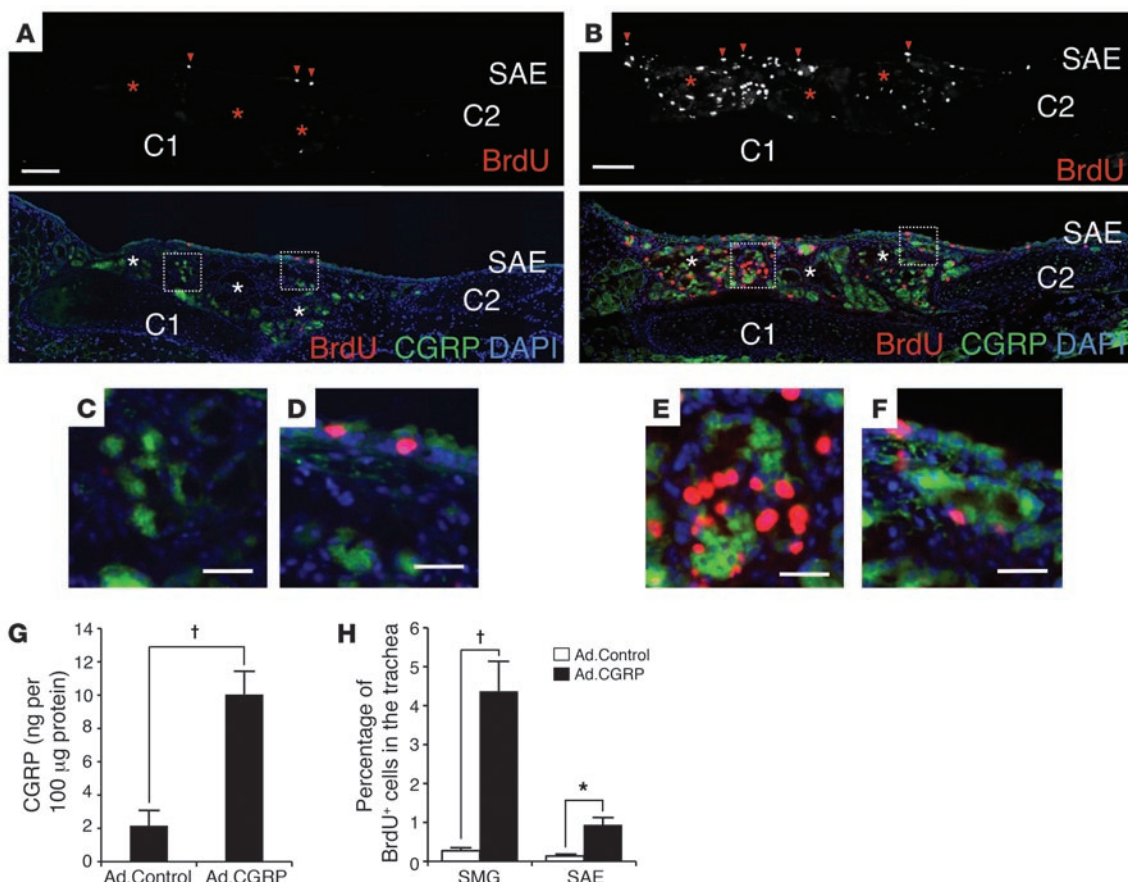 A
SAE
C2
C1
BrdU
SAE
C2
C1
BrdU CGRP DAPI
B
SAE
C2
C1
BrdU
SAE
C2
C1
BrdU CGRP DAPI
C
D
E
F
G
CGRP (ng per
100 μg protein)
14
12
10
8
6
4
2
0
†
Ad.Control Ad.CGRP
H
Percentage of
BrdU⁺ cells in the trachea
6
5
4
3
2
1
0
†
*
Ad.Control
Ad.CGRP
SMG SAE